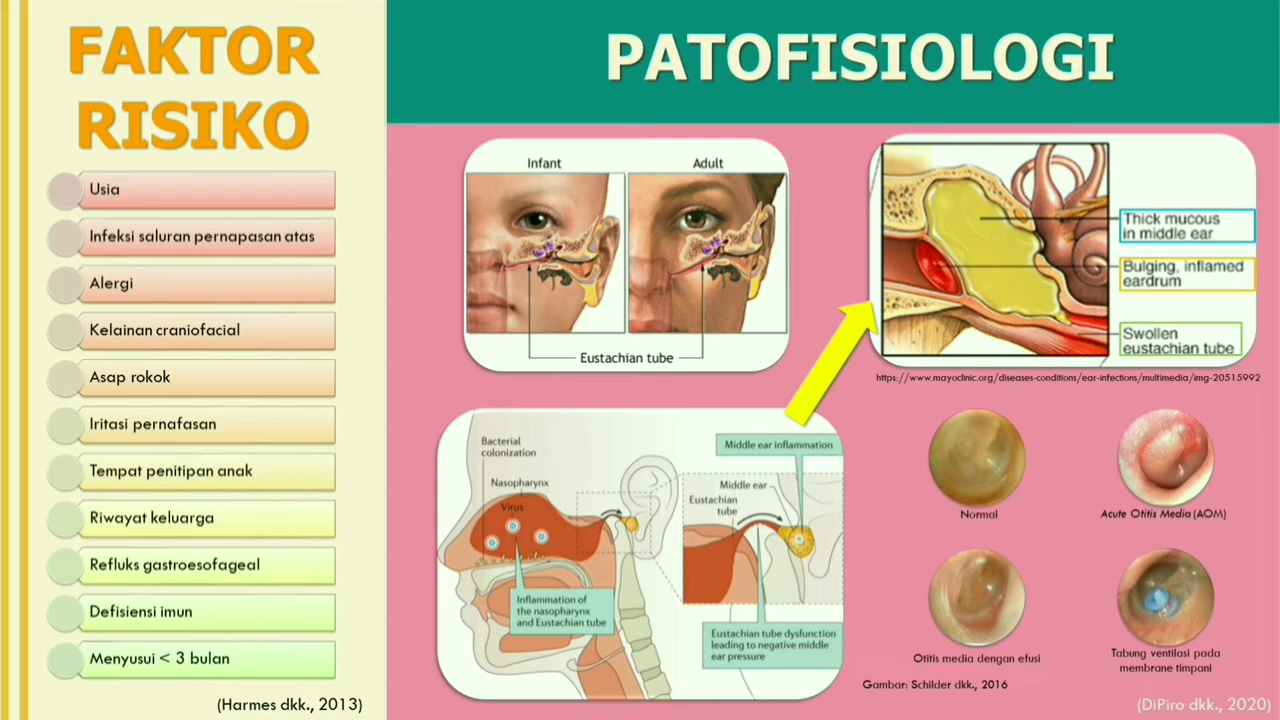 FAKTOR
RISIKO
Usia
Infeksi saluran pernapasan atas
Alergi
Kelainan craniofacial
Asap rokok
Iritasi pernafasan
Tempat penitipan anak
Riwayat keluarga
Refluks gastroesofageal
Defisiensi imun
Menyusui < 3 bulan
(Harmes dkk., 2013)
PATOFISIOLOGI
Infant
Adult
Eustachian tube
Thick mucous
in middle ear
Bulging, inflamed
eardrum
Swollen
eustachian tube
https://www.mayoclinic.org/diseases-conditions/ear-infections/multimedia/img-20515992
Bacterial
colonization
Nasopharynx
Virus
Inflammation of
the nasopharynx
and Eustachian tube
Middle ear inflammation
Middle ear
Eustachian
tube
Eustachian tube dysfunction
leading to negative middle
ear pressure
Normal
Acute Otitis Media (AOM)
Otitis media dengan efusi
Tabung ventilasi pada
membrane timpani
Gambar: Schilder dkk., 2016
(DiPiro dkk., 2020)